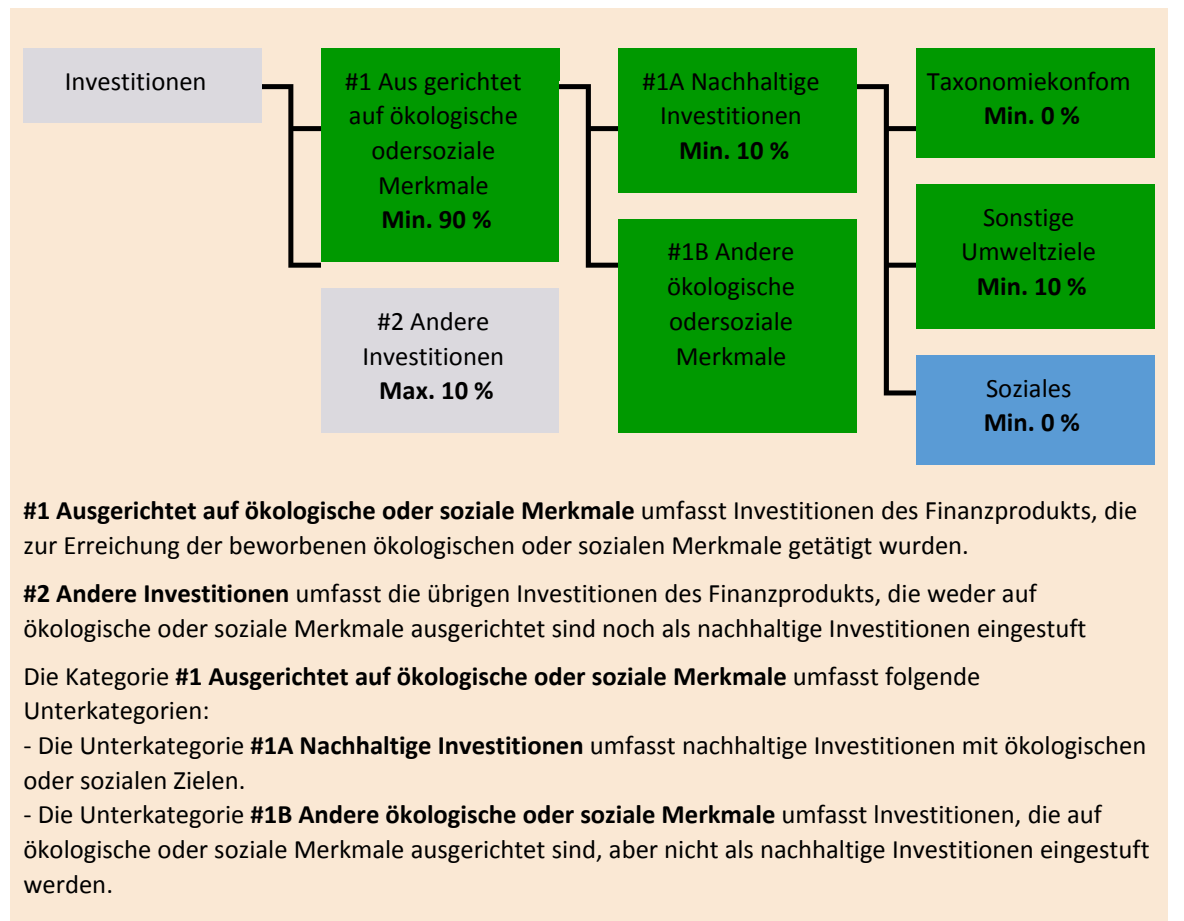 Investitionen
#1 Aus gerichtet
auf ökologische
odersoziale
Merkmale
Min. 90 %
#2 Andere
Investitionen
Max. 10 %
#1A Nachhaltige
Investitionen
Min. 10 %
#1B Andere
ökologische
odersoziale
Merkmale
Taxonomiekonfom
Min. 0 %
Sonstige
Umweltziele
Min. 10 %
Soziales
Min. 0 %
#1 Ausgerichtet auf ökologische oder soziale Merkmale umfasst Investitionen des Finanzprodukts, die
zur Erreichung der beworbenen ökologischen oder sozialen Merkmale getätigt wurden.
#2 Andere Investitionen umfasst die übrigen Investitionen des Finanzprodukts, die weder auf
ökologische oder soziale Merkmale ausgerichtet sind noch als nachhaltige Investitionen eingestuft
Die Kategorie #1 Ausgerichtet auf ökologische oder soziale Merkmale umfasst folgende
Unterkategorien:
- Die Unterkategorie #1A Nachhaltige Investitionen umfasst nachhaltige Investitionen mit ökologischen
oder sozialen Zielen.
- Die Unterkategorie #1B Andere ökologische oder soziale Merkmale umfasst lnvestitionen, die auf
ökologische oder soziale Merkmale ausgerichtet sind, aber nicht als nachhaltige Investitionen eingestuft
werden.